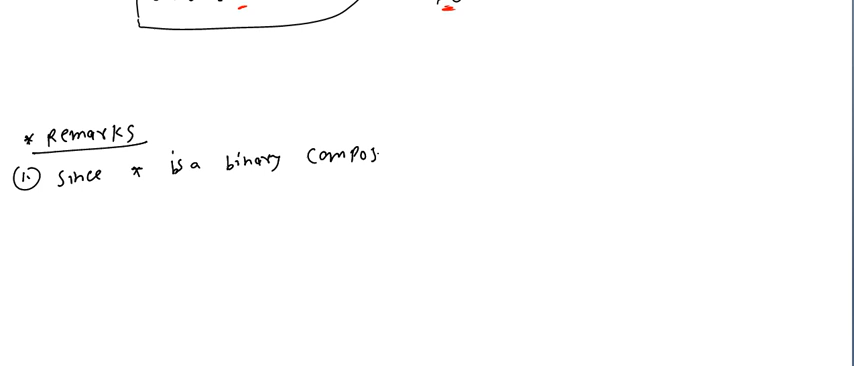 * Remarks
① Since * is a binary compos.